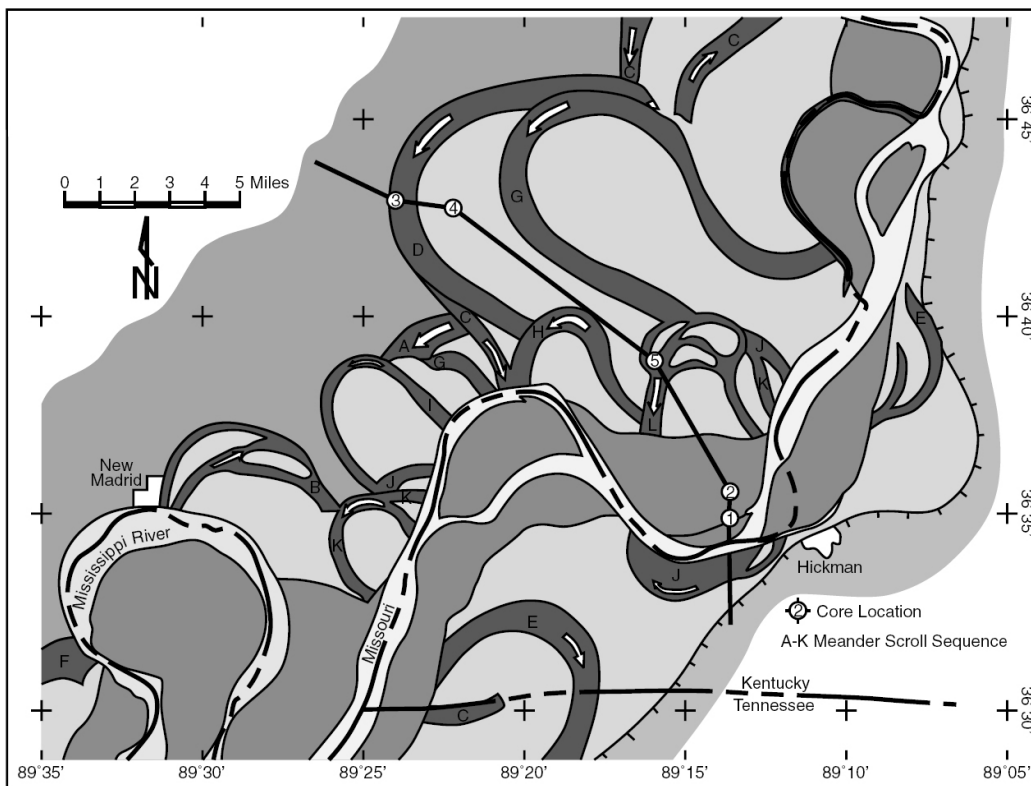 C
C
36°45'
0 1 2 3 4 5 Miles
G
3
4
N
D
36°40'
C
H
E
A
J
G
5
K
I
L
New
Madrid
J
B
K
2
K
1
36°35'
Hickman
Mississippi River
J
2 Core Location
Missouri
E
A-K Meander Scroll Sequence
F
Kentucky
Tennessee
C
36°30'
89°35' 89°30' 89°25' 89°20' 89°15' 89°10' 89°05'